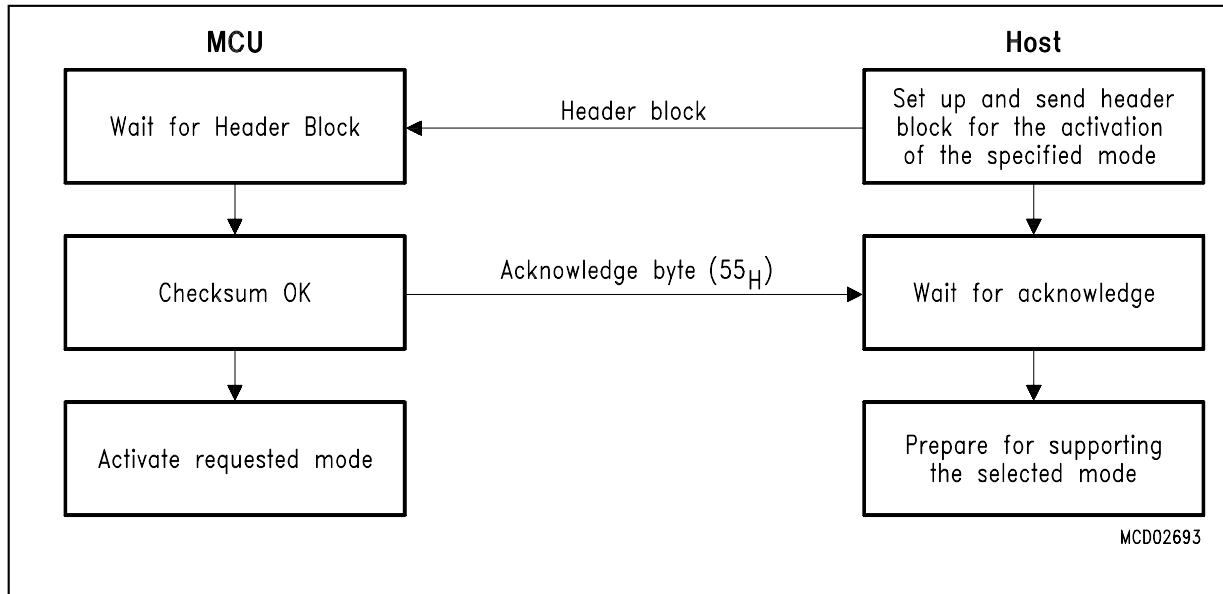 MCU
Host
Wait for Header Block
Header block
Set up and send header
block for the activation
of the specified mode
Checksum OK
Acknowledge byte (55H)
Wait for acknowledge
Activate requested mode
Prepare for supporting
the selected mode
MCD02693